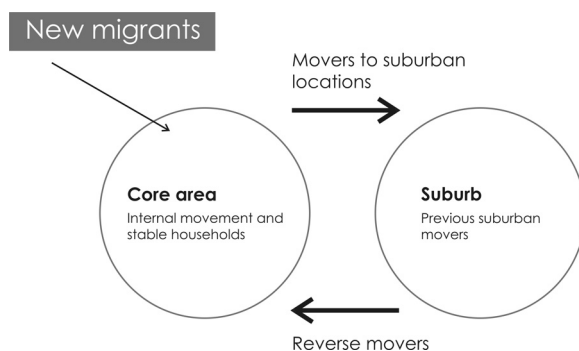 New migrants
Movers to suburban
locations
Core area
Internal movement and
stable households
Suburb
Previous suburban
movers
Reverse movers